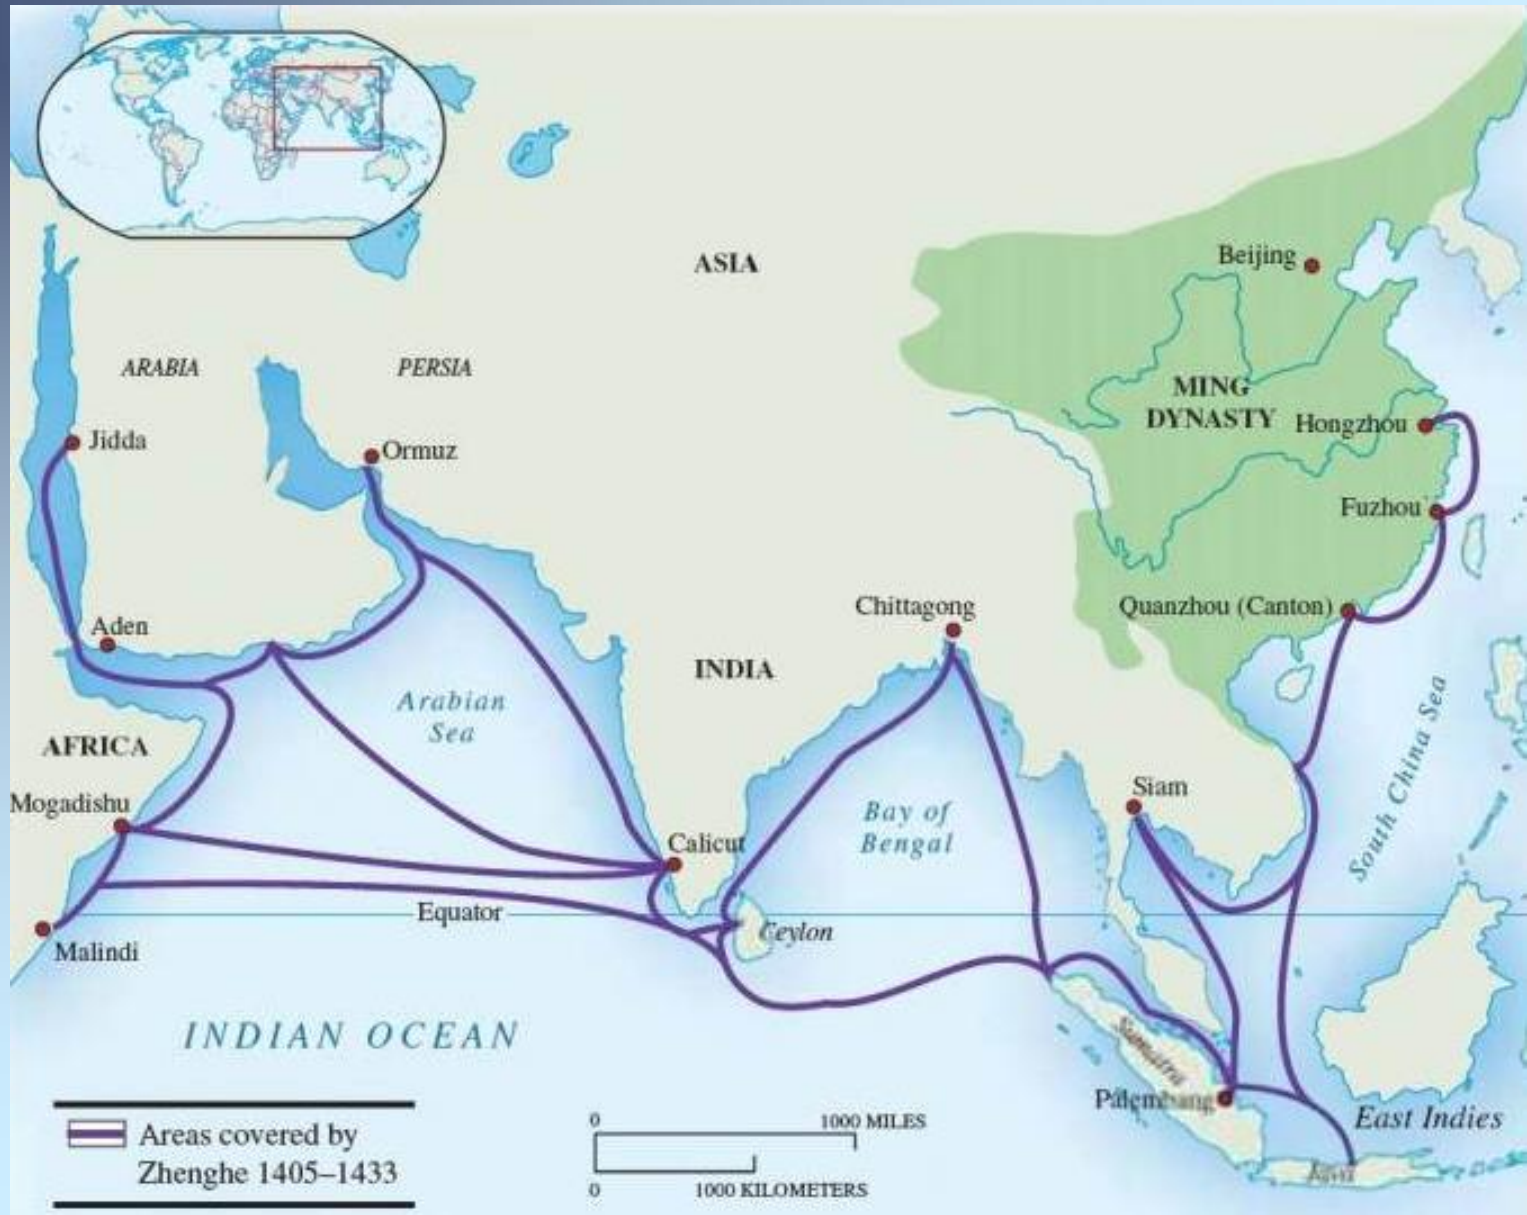 ASIA
Beijing
ARABIA
PERSIA
MING
DYNASTY
Hongzhou
Jidda
Ormuz
Fuzhou
Chittagong
Quanzhou (Canton)
Aden
INDIA
Arabian
Sea
AFRICA
South China Sea
Mogadishu
Siam
Bay of
Bengal
Calicut
Equator
Ceylon
Malindi
INDIAN OCEAN
Sumatra
Palembang
East Indies
Java
Areas covered by
Zhenghe 1405–1433
0 1000 MILES
0 1000 KILOMETERS